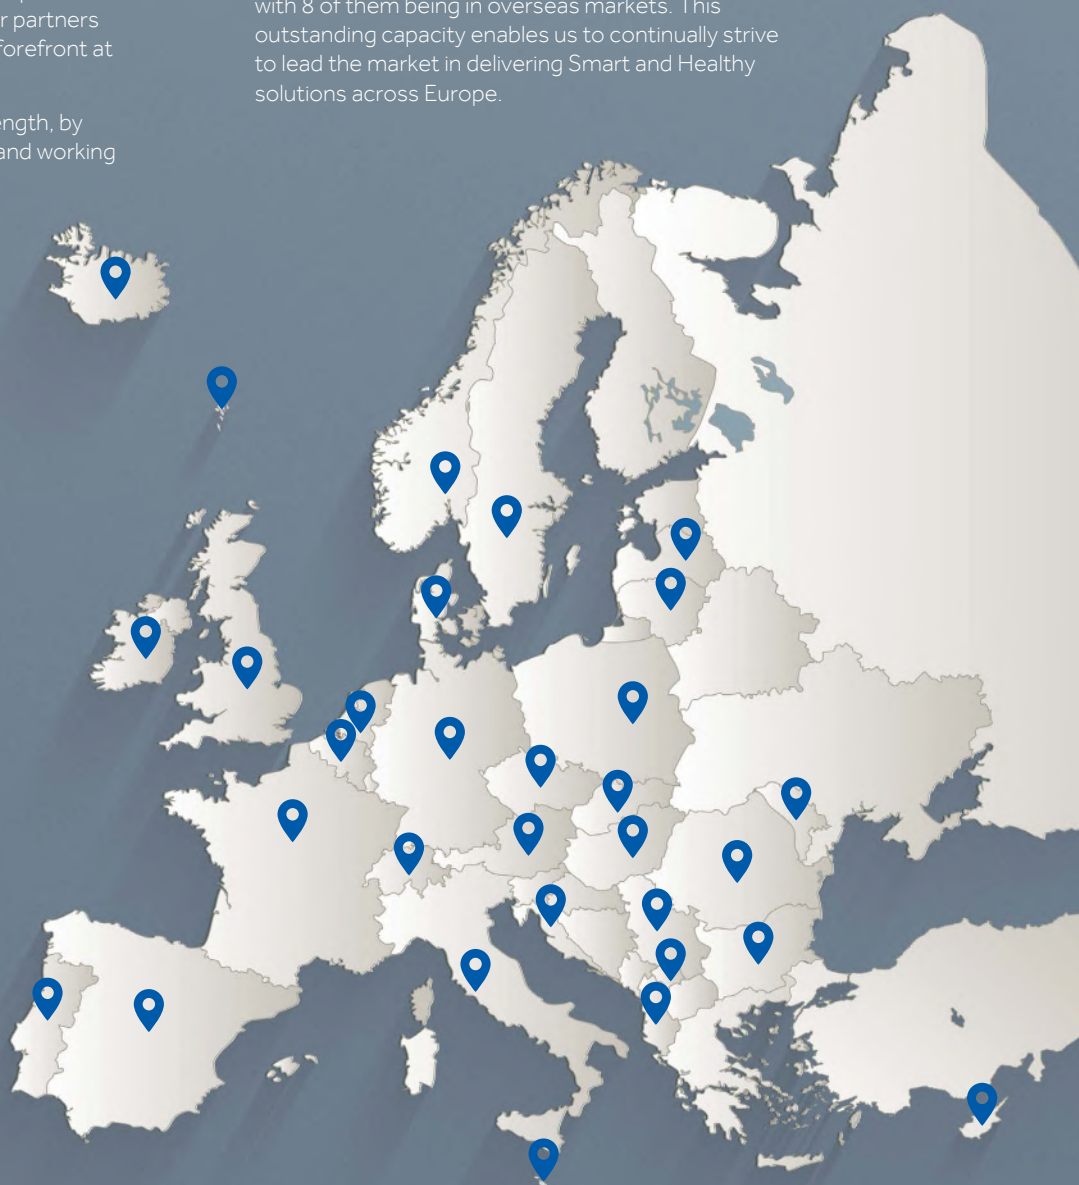 r partners
forefront at
ength, by
and working
with 8 of them being in overseas markets. This
outstanding capacity enables us to continually strive
to lead the market in delivering Smart and Healthy
solutions across Europe.